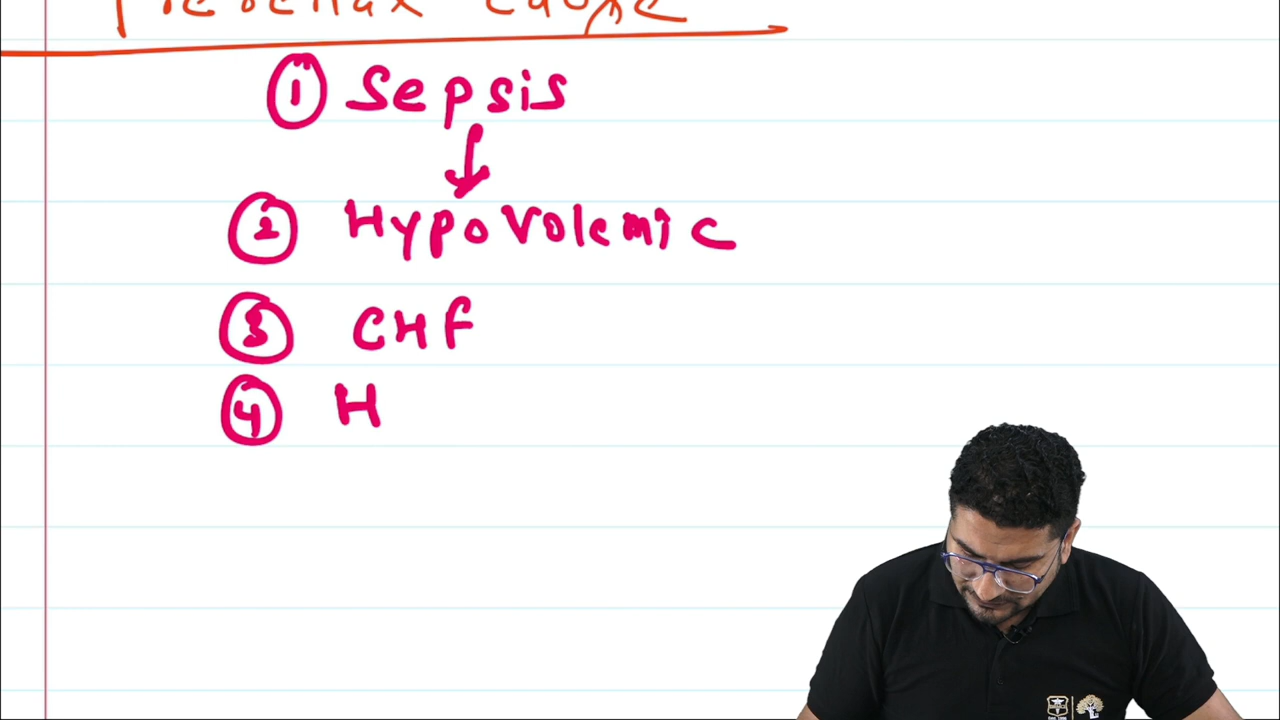 ① Sepsis
↓
② Hypovolemic
③ CHF
④ H